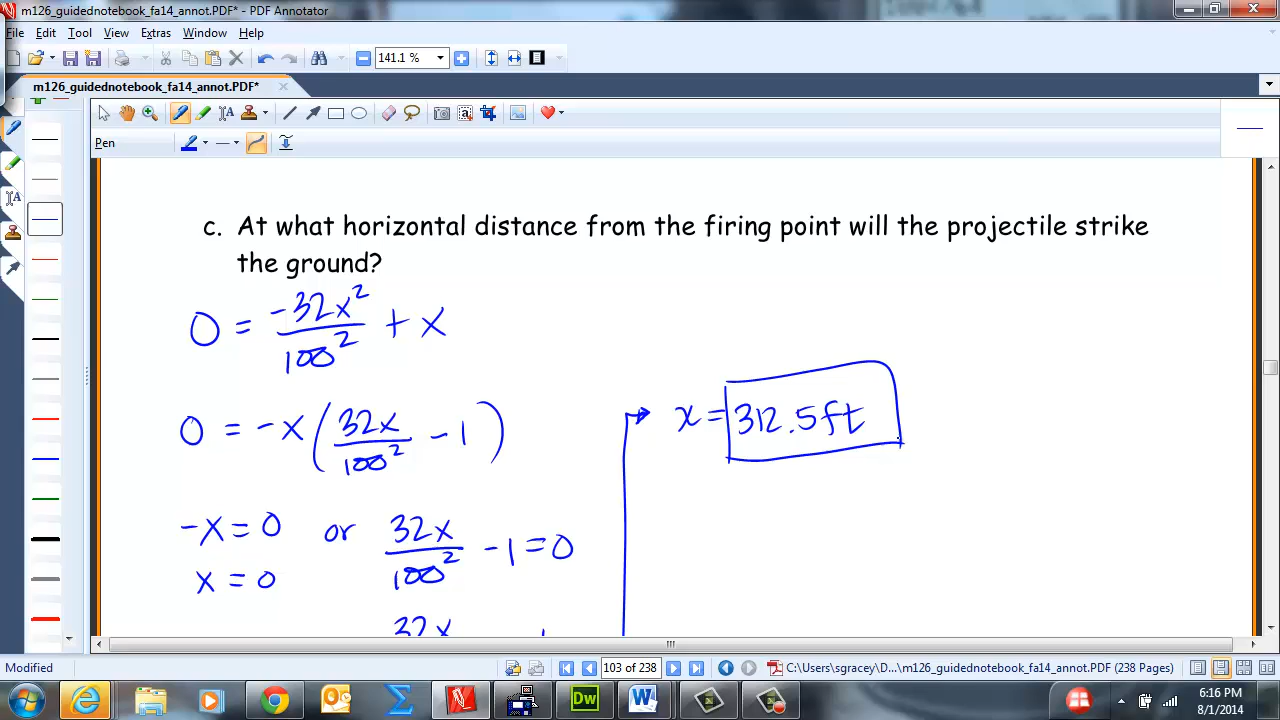 m126_guidednotebook_fa14_annot.PDF* - PDF Annotator
File Edit Tool View Extras Window Help
141.1 %
m126_guidednotebook_fa14_annot.PDF*
Pen
c. At what horizontal distance from the firing point will the projectile strike
the ground?
0 = -32x²/100² + x
0 = -x(32x/100² - 1)
x = 312.5ft
-x = 0 or 32x/100² - 1 = 0
x = 0
32x
Modified
103 of 238
C:\Users\sgracey\D...\m126_guidednotebook_fa14_annot.PDF (238 Pages)
Dw
6:16 PM
8/1/2014